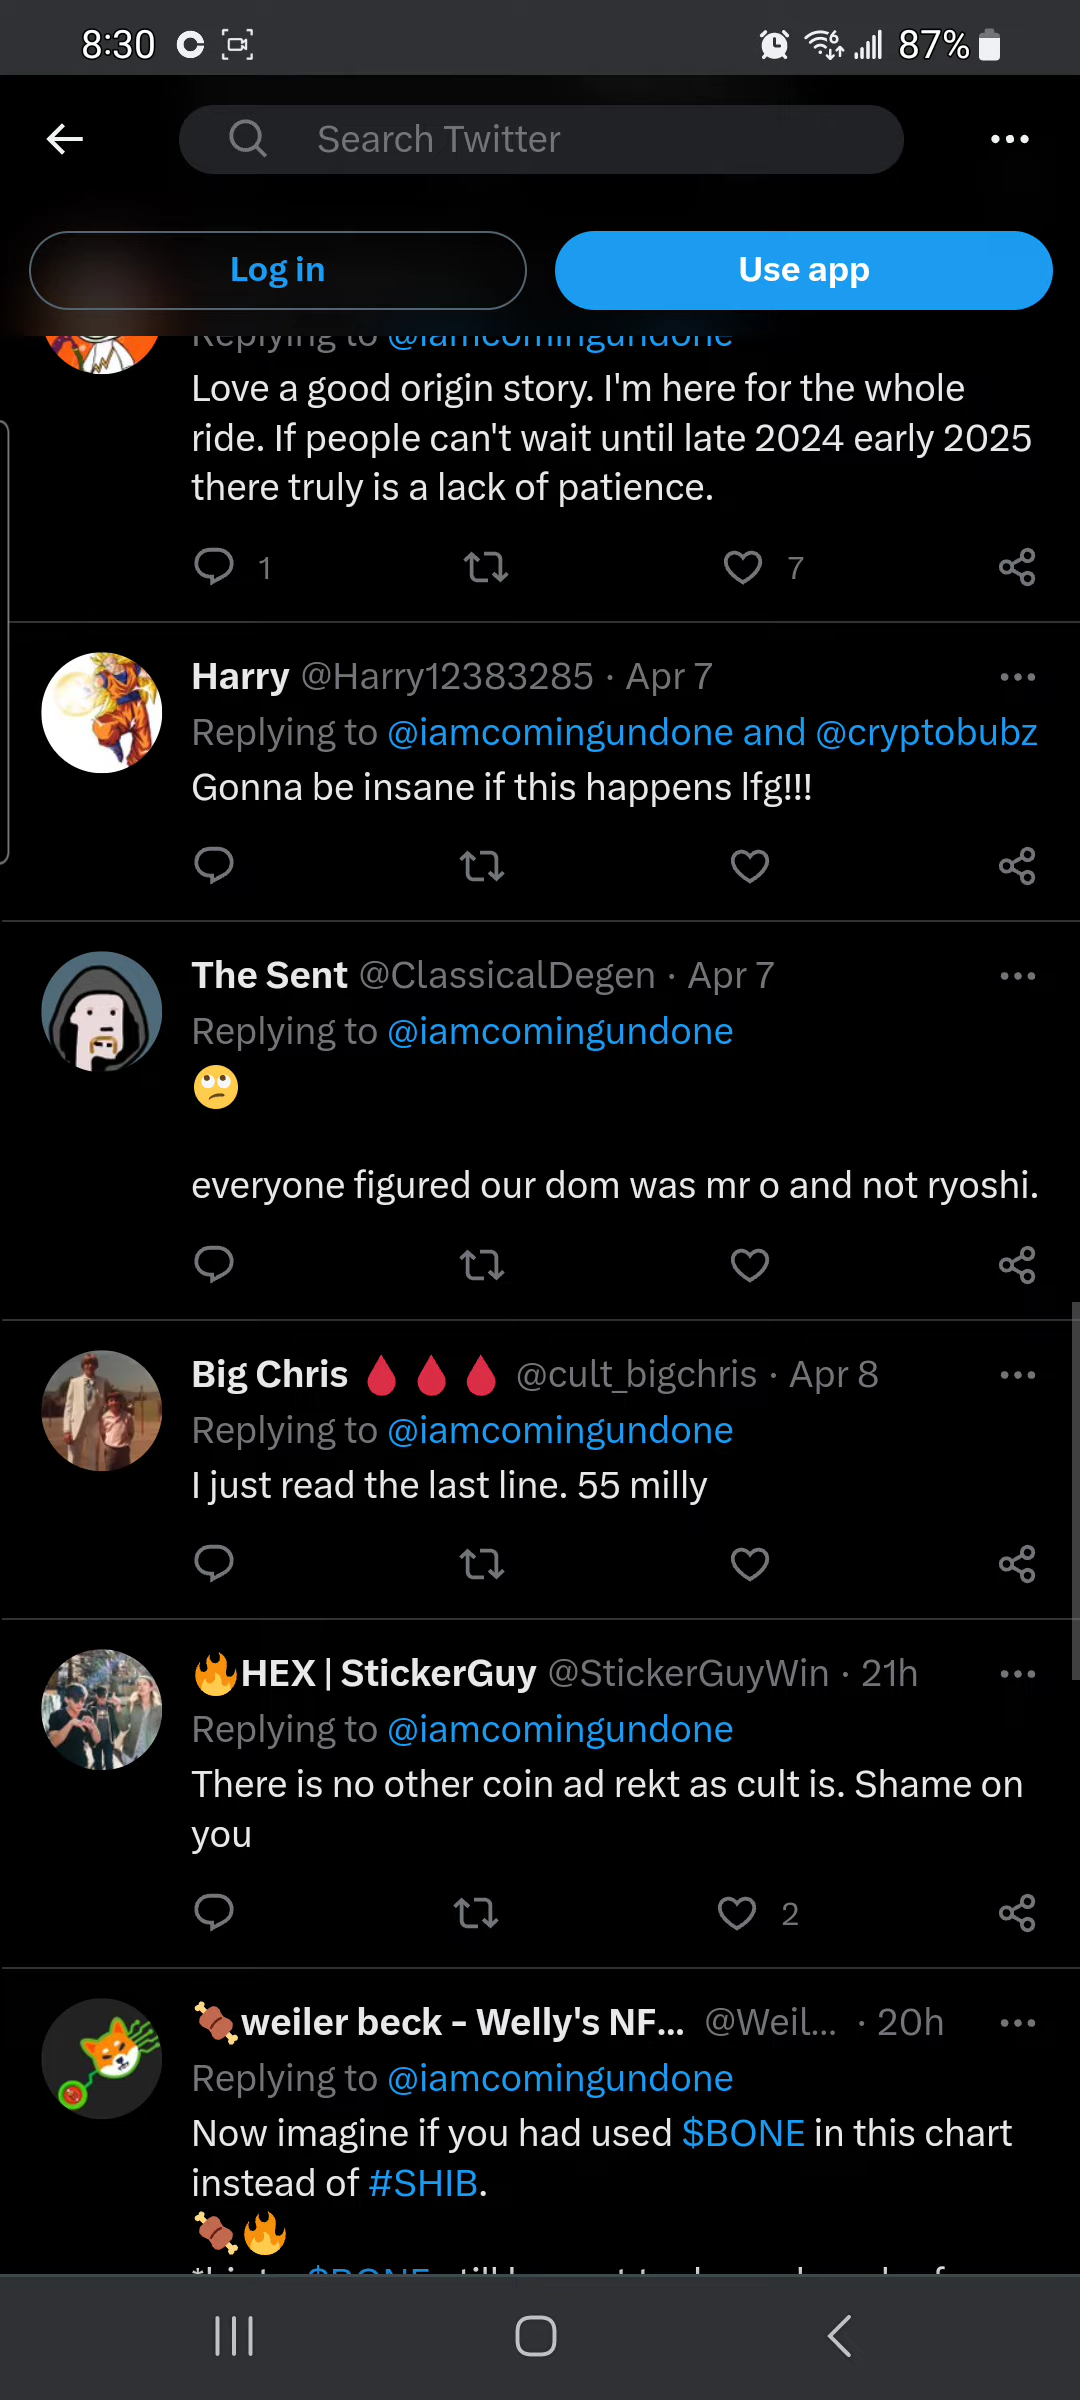 8:30
87%
Search Twitter
Log in
Use app
Replying to @iamcomingundone
Love a good origin story. I'm here for the whole
ride. If people can't wait until late 2024 early 2025
there truly is a lack of patience.
1
7
Harry @Harry12383285 · Apr 7
Replying to @iamcomingundone and @cryptobubz
Gonna be insane if this happens lfg!!!
The Sent @ClassicalDegen · Apr 7
Replying to @iamcomingundone
🙄
everyone figured our dom was mr o and not ryoshi.
Big Chris 🩸🩸🩸 @cult_bigchris · Apr 8
Replying to @iamcomingundone
I just read the last line. 55 milly
🔥HEX | StickerGuy @StickerGuyWin · 21h
Replying to @iamcomingundone
There is no other coin ad rekt as cult is. Shame on
you
2
🍖weiler beck - Welly's NF... @Weil... · 20h
Replying to @iamcomingundone
Now imagine if you had used $BONE in this chart
instead of #SHIB.
🍖🔥
$BONE still